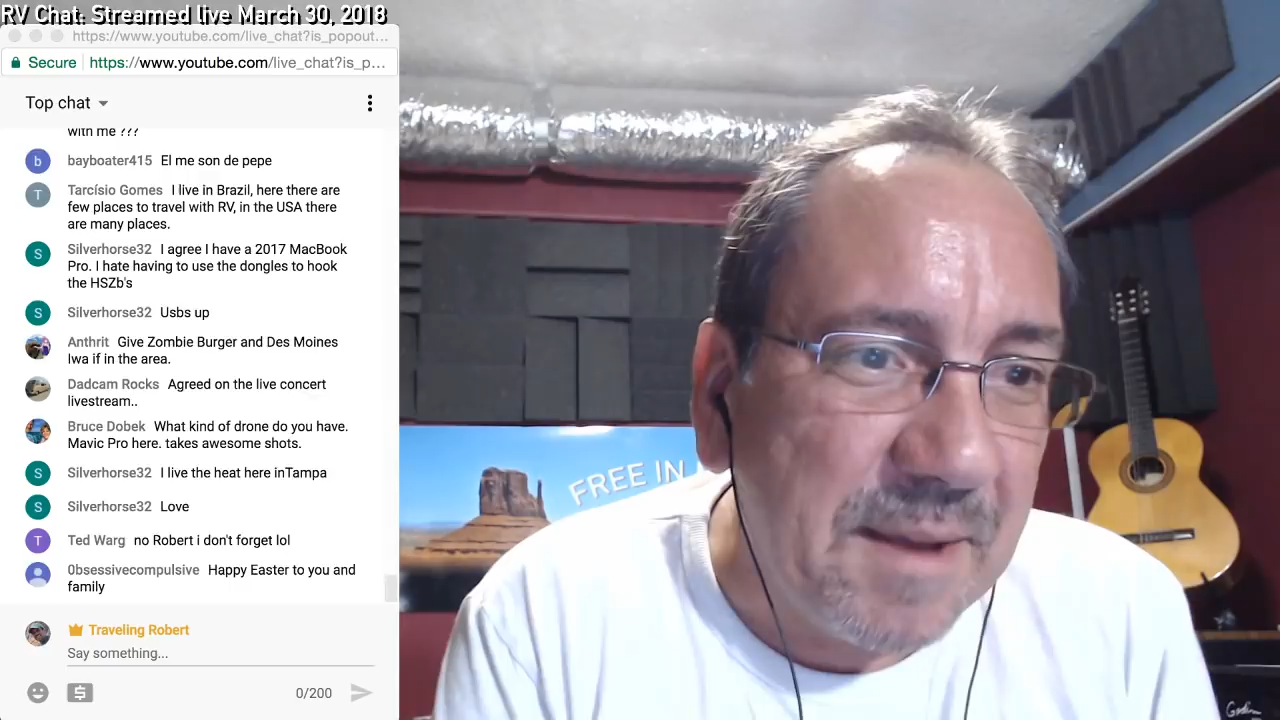 RV Chat. Streamed live March 30, 2018
https://www.youtube.com/live_chat?is_popout...
Secure https://www.youtube.com/live_chat?is_p...
Top chat
with me ???
b bayboater415 El me son de pepe
T Tarcísio Gomes I live in Brazil, here there are
few places to travel with RV, in the USA there
are many places.
S Silverhorse32 I agree I have a 2017 MacBook
Pro. I hate having to use the dongles to hook
the HSZb's
S Silverhorse32 Usbs up
Anthrit Give Zombie Burger and Des Moines
Iwa if in the area.
Dadcam Rocks Agreed on the live concert
livestream..
Bruce Dobek What kind of drone do you have.
Mavic Pro here. takes awesome shots.
S Silverhorse32 I live the heat here inTampa
S Silverhorse32 Love
T Ted Warg no Robert i don't forget lol
0bsessivecompulsive Happy Easter to you and
family
Traveling Robert
Say something...
$ 0/200
FREE IN
Godin